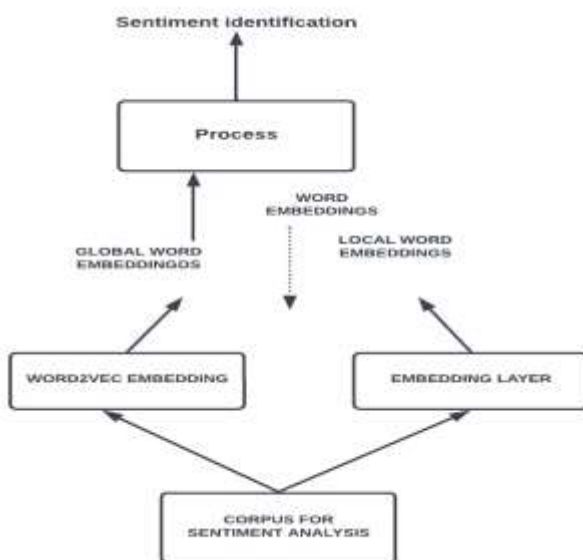 Sentiment identification
Process
WORD
EMBEDDINGS
GLOBAL WORD
EMBEDDINGDS
LOCAL WORD
EMBEDDINGS
WORD2VEC EMBEDDING
EMBEDDING LAYER
CORPUS FOR
SENTIMENT ANALYSIS